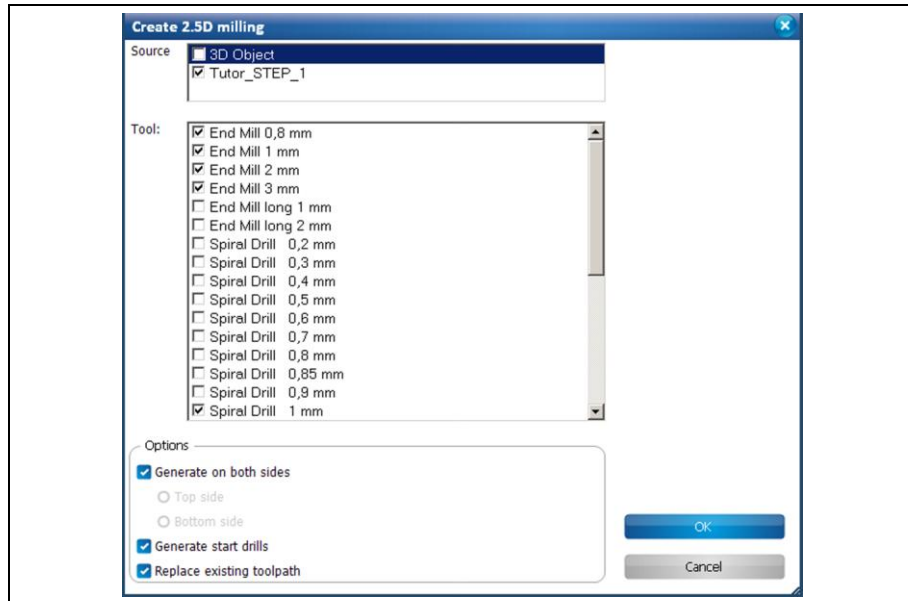 Create 2.5D milling
Source
3D Object
Tutor_STEP_1
Tool:
End Mill 0,8 mm
End Mill 1 mm
End Mill 2 mm
End Mill 3 mm
End Mill long 1 mm
End Mill long 2 mm
Spiral Drill 0,2 mm
Spiral Drill 0,3 mm
Spiral Drill 0,4 mm
Spiral Drill 0,5 mm
Spiral Drill 0,6 mm
Spiral Drill 0,7 mm
Spiral Drill 0,8 mm
Spiral Drill 0,85 mm
Spiral Drill 0,9 mm
Spiral Drill 1 mm
Options
Generate on both sides
Top side
Bottom side
Generate start drills
Replace existing toolpath
OK
Cancel